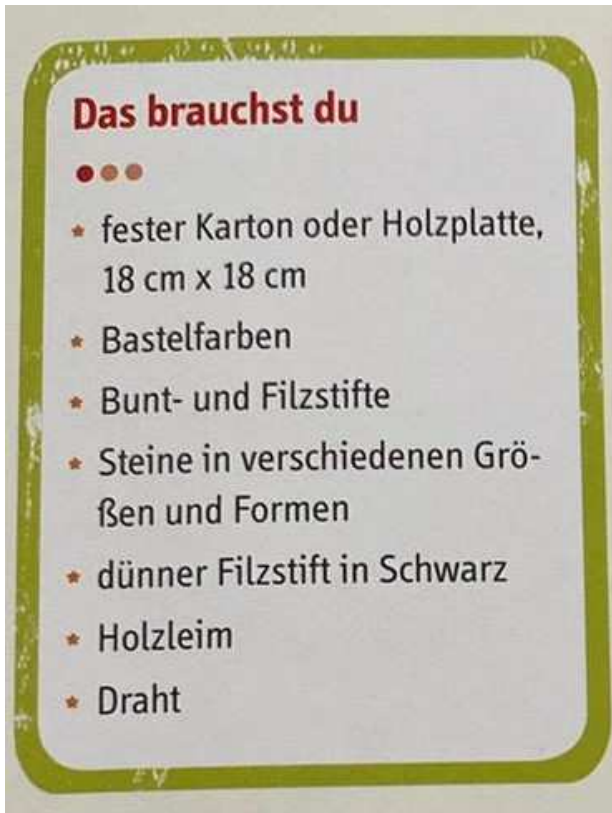 Das brauchst du
* fester Karton oder Holzplatte,
18 cm x 18 cm
* Bastelfarben
* Bunt- und Filzstifte
* Steine in verschiedenen Grö-
ßen und Formen
* dünner Filzstift in Schwarz
* Holzleim
* Draht